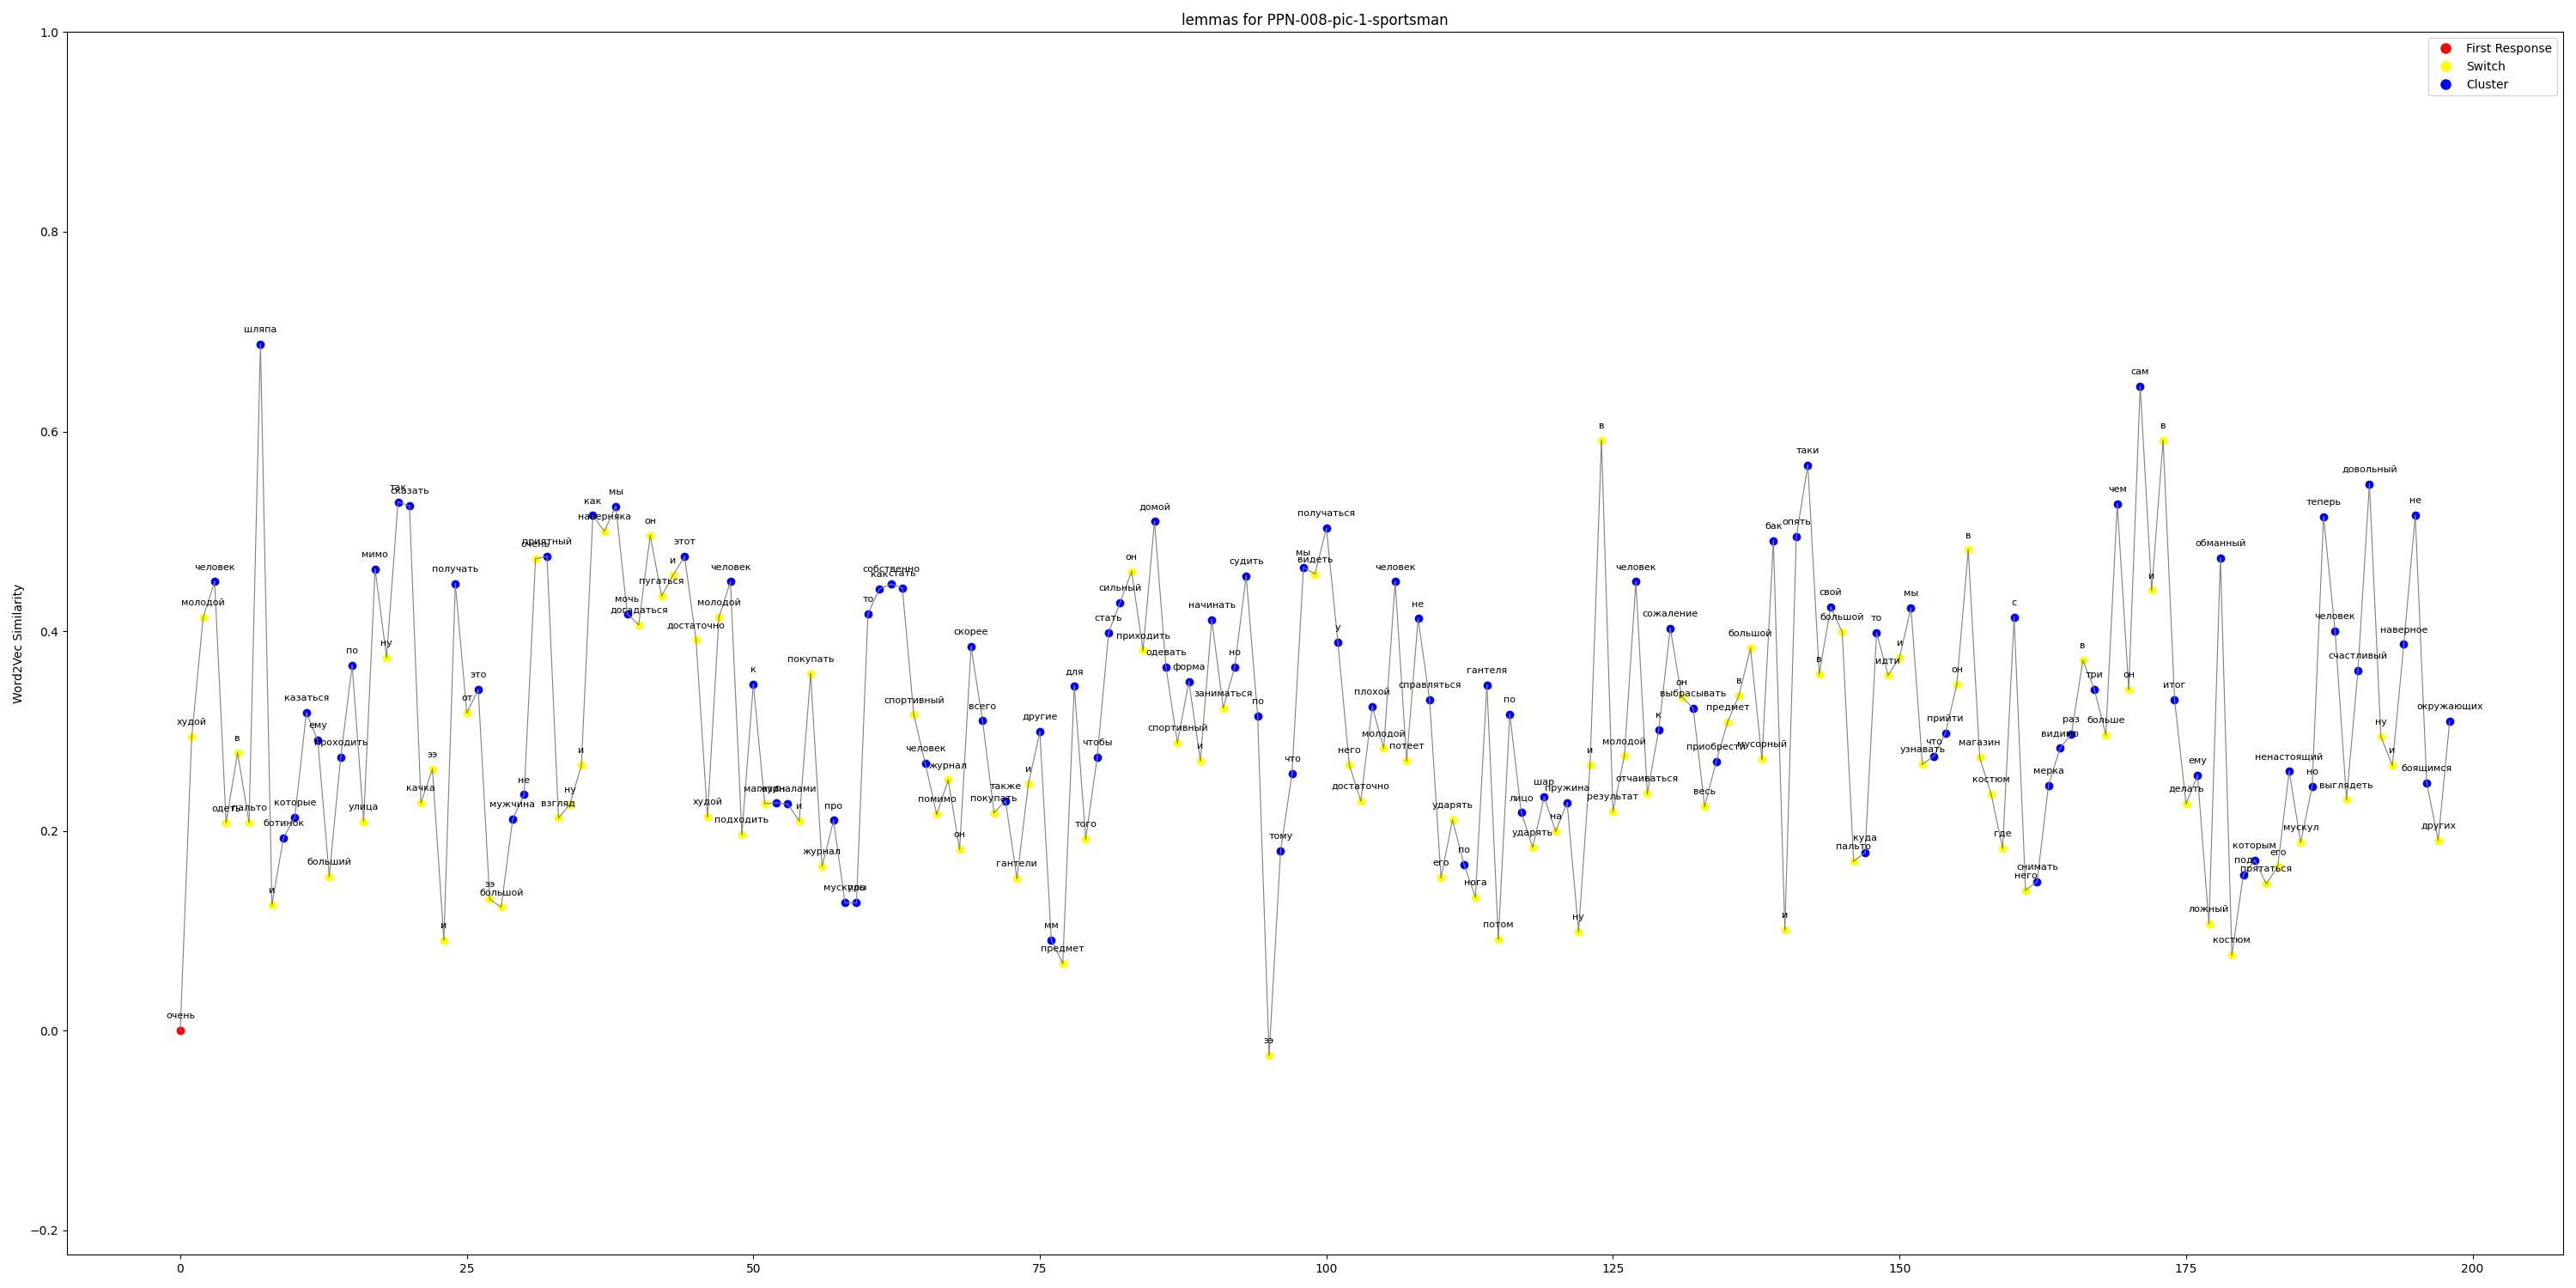 lemmas for PPN-008-pic-1-sportsman
1.0
0.8
0.6
0.4
0.2
0.0
−0.2
Word2Vec Similarity
First Response
Switch
Cluster
очень
худой
молодой
человек
одеть
в
пальто
шляпа
и
ботинок
которые
казаться
ему
больший
проходить
по
улица
мимо
ну
так
сказать
качка
ээ
и
получать
от
это
ээ
большой
мужчина
не
очень
приятный
взгляд
ну
и
как
наверняка
мы
мочь
догадаться
он
пугаться
и
этот
достаточно
худой
молодой
человек
подходить
к
магазин
журналами
и
покупать
журнал
про
мускулы
то
как
собственно
стать
спортивный
человек
помимо
журнал
он
скорее
всего
покупать
также
гантели
и
другие
мм
предмет
для
того
чтобы
стать
сильный
он
приходить
домой
одевать
спортивный
форма
и
начинать
заниматься
но
судить
по
ээ
тому
что
мы
видеть
получаться
у
него
достаточно
плохой
молодой
человек
потеет
не
справляться
его
ударять
по
нога
гантеля
потом
по
лицо
ударять
шар
на
пружина
ну
и
в
результат
молодой
человек
отчаиваться
к
сожаление
он
выбрасывать
весь
приобрести
предмет
в
большой
мусорный
бак
и
опять
таки
в
свой
большой
пальто
куда
то
идти
и
мы
узнавать
что
прийти
он
в
магазин
костюм
где
с
него
снимать
мерка
видимо
раз
в
три
больше
чем
он
сам
и
в
итог
делать
ему
ложный
обманный
костюм
под
которым
прятаться
его
ненастоящий
мускул
но
теперь
человек
выглядеть
счастливый
довольный
ну
и
наверное
не
боящимся
других
окружающих
0
25
50
75
100
125
150
175
200